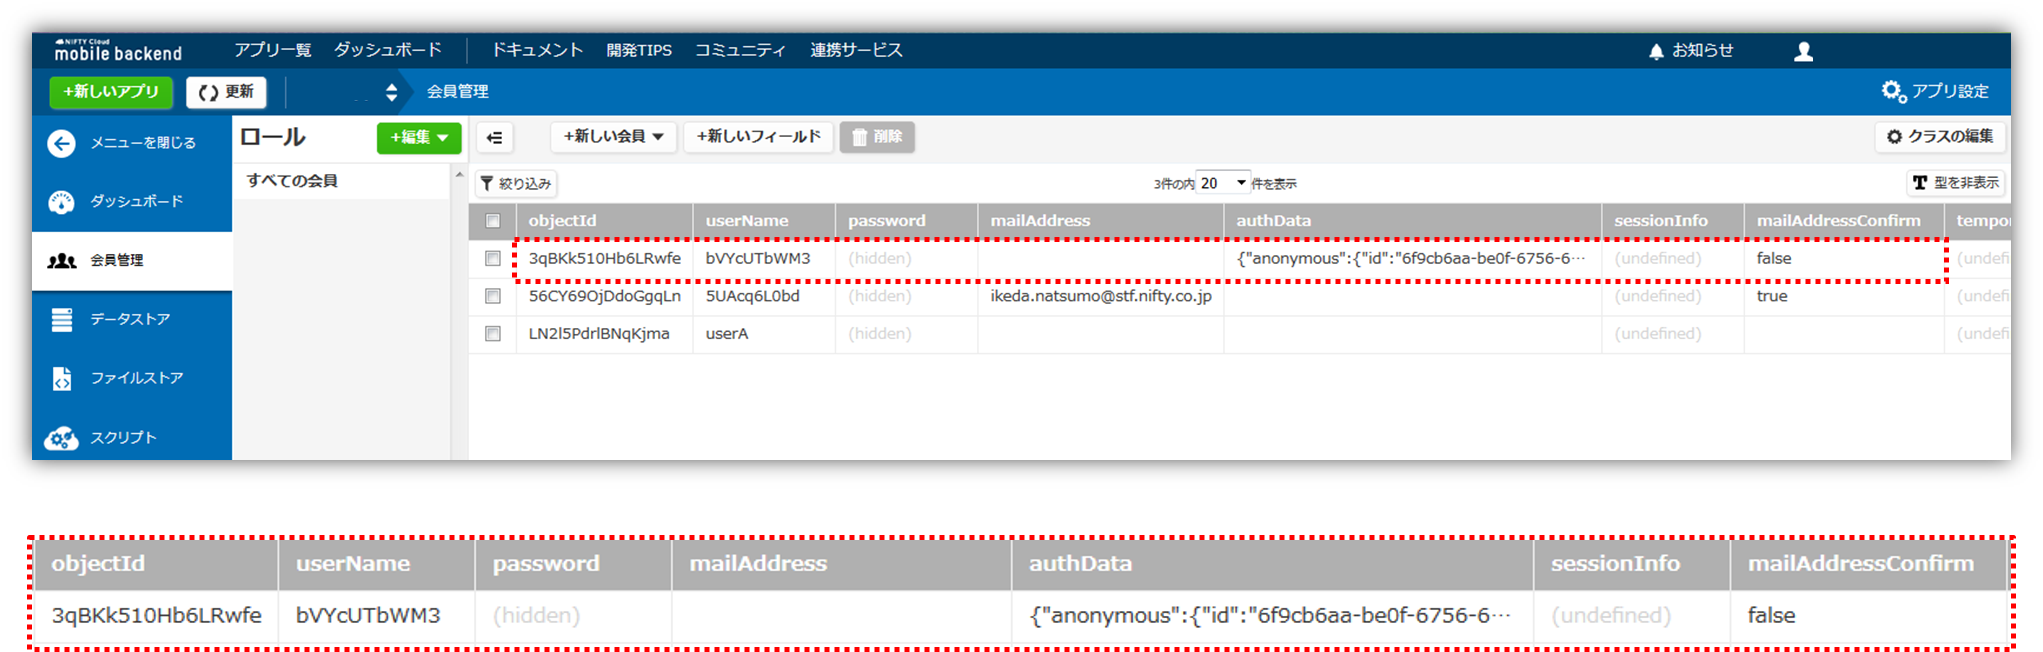 NIFTY Cloud
mobile backend アプリ一覧 ダッシュボード ドキュメント 開発TIPS コミュニティ 連携サービス お知らせ
+新しいアプリ 更新 会員管理 アプリ設定
メニューを閉じる
ダッシュボード
会員管理
データストア
ファイルストア
スクリプト
ロール +編集
すべての会員
+新しい会員 +新しいフィールド 削除 クラスの編集
絞り込み 3件の内 20 件を表示 T 型を非表示
objectId userName password mailAddress authData sessionInfo mailAddressConfirm tempo
3qBKk510Hb6LRwfe bVYcUTbWM3 (hidden) {"anonymous":{"id":"6f9cb6aa-be0f-6756-6… (undefined) false (undefi
56CY69OjDdoGgqLn 5UAcq6L0bd (hidden) ikeda.natsumo@stf.nifty.co.jp (undefined) true (undefi
LN2l5PdrlBNqKjma userA (hidden) (undefined) (undefi
objectId userName password mailAddress authData sessionInfo mailAddressConfirm
3qBKk510Hb6LRwfe bVYcUTbWM3 (hidden) {"anonymous":{"id":"6f9cb6aa-be0f-6756-6… (undefined) false